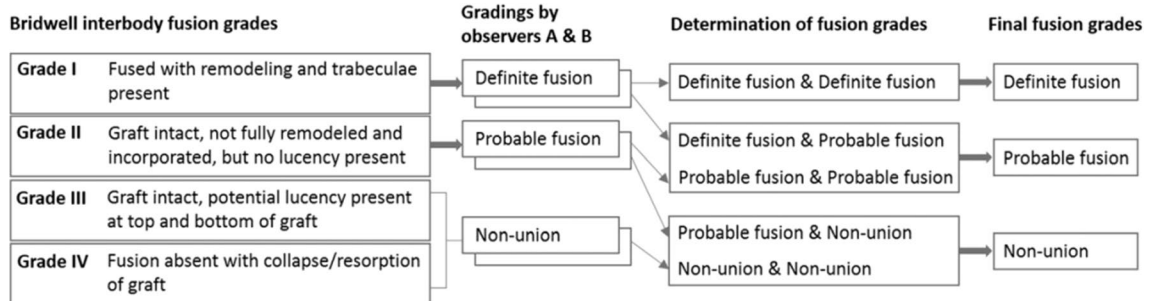 Bridwell interbody fusion grades
Grade I Fused with remodeling and trabeculae
present
Grade II Graft intact, not fully remodeled and
incorporated, but no lucency present
Grade III Graft intact, potential lucency present
at top and bottom of graft
Grade IV Fusion absent with collapse/resorption
of graft
Gradings by
observers A & B
Definite fusion
Probable fusion
Non-union
Determination of fusion grades
Definite fusion & Definite fusion
Definite fusion & Probable fusion
Probable fusion & Probable fusion
Probable fusion & Non-union
Non-union & Non-union
Final fusion grades
Definite fusion
Probable fusion
Non-union